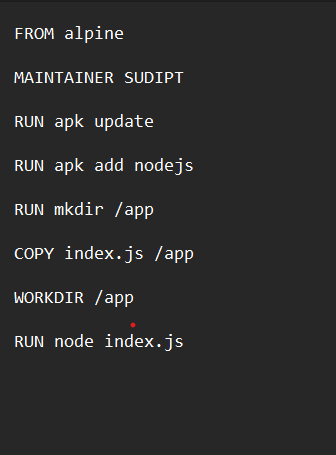 FROM alpine
MAINTAINER SUDIPT
RUN apk update
RUN apk add nodejs
RUN mkdir /app
COPY index.js /app
WORKDIR /app
RUN node index.js